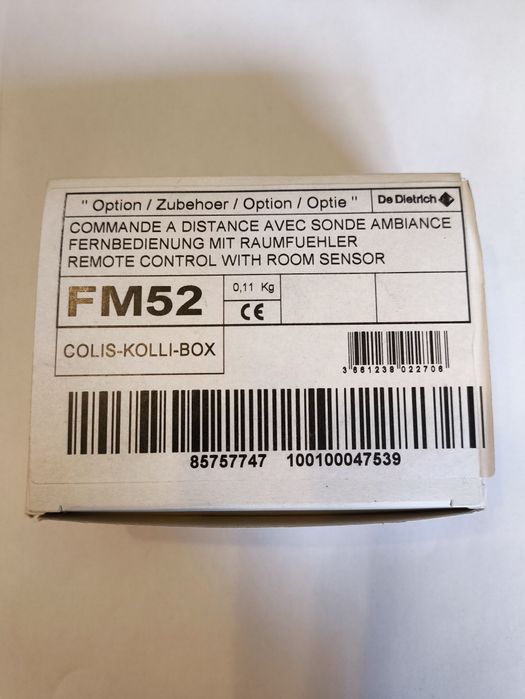 " Option / Zubehoer / Option / Optie "
De Dietrich
COMMANDE A DISTANCE AVEC SONDE AMBIANCE
FERNBEDIENUNG MIT RAUMFUEHLER
REMOTE CONTROL WITH ROOM SENSOR
FM52
0,11 Kg
CE
COLIS-KOLLI-BOX
3 661238 022706
85757747 100100047539